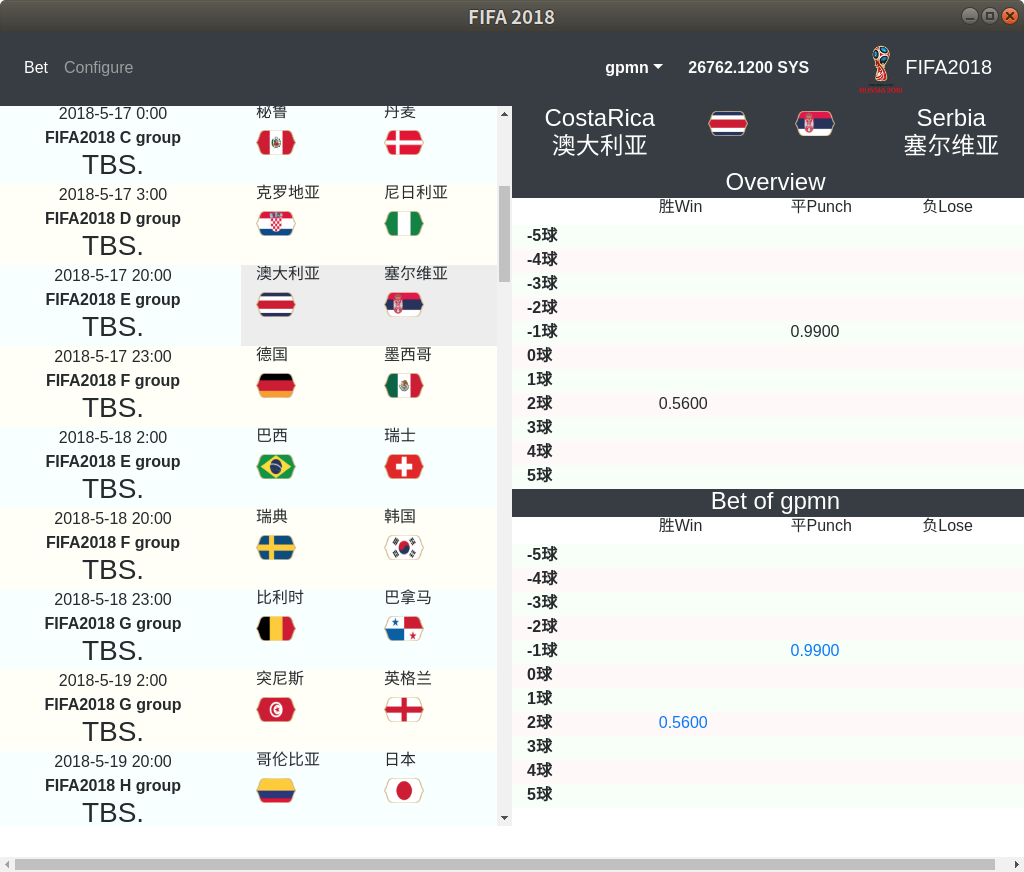 FIFA 2018
Bet Configure gpmn 26762.1200 SYS FIFA2018
2018-5-17 0:00 秘鲁 丹麦
FIFA2018 C group
TBS.
2018-5-17 3:00 克罗地亚 尼日利亚
FIFA2018 D group
TBS.
2018-5-17 20:00 澳大利亚 塞尔维亚
FIFA2018 E group
TBS.
2018-5-17 23:00 德国 墨西哥
FIFA2018 F group
TBS.
2018-5-18 2:00 巴西 瑞士
FIFA2018 E group
TBS.
2018-5-18 20:00 瑞典 韩国
FIFA2018 F group
TBS.
2018-5-18 23:00 比利时 巴拿马
FIFA2018 G group
TBS.
2018-5-19 2:00 突尼斯 英格兰
FIFA2018 G group
TBS.
2018-5-19 20:00 哥伦比亚 日本
FIFA2018 H group
TBS.
CostaRica Serbia
澳大利亚 塞尔维亚
Overview
胜Win 平Punch 负Lose
-5球
-4球
-3球
-2球
-1球 0.9900
0球
1球
2球 0.5600
3球
4球
5球
Bet of gpmn
胜Win 平Punch 负Lose
-5球
-4球
-3球
-2球
-1球 0.9900
0球
1球
2球 0.5600
3球
4球
5球